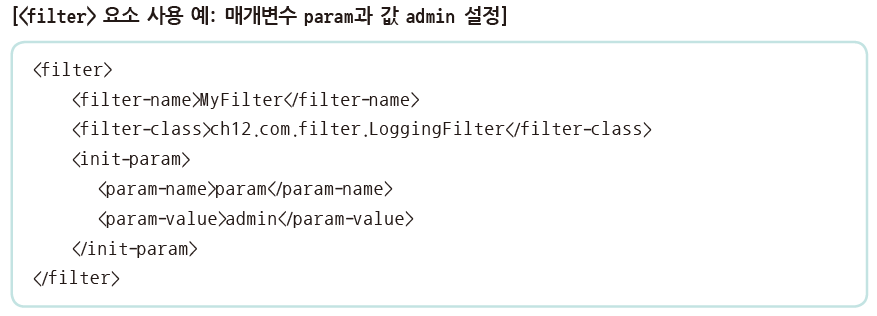 [<filter> 요소 사용 예: 매개변수 param과 값 admin 설정]
<filter>
<filter-name>MyFilter</filter-name>
<filter-class>ch12.com.filter.LoggingFilter</filter-class>
<init-param>
<param-name>param</param-name>
<param-value>admin</param-value>
</init-param>
</filter>